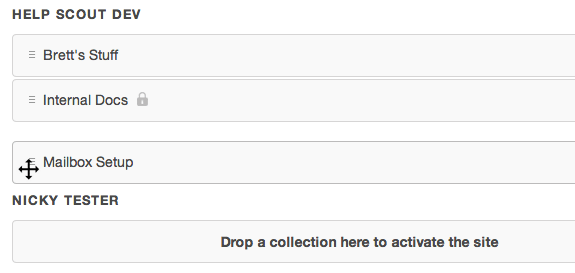 HELP SCOUT DEV
Brett's Stuff
Internal Docs
Mailbox Setup
NICKY TESTER
Drop a collection here to activate the site